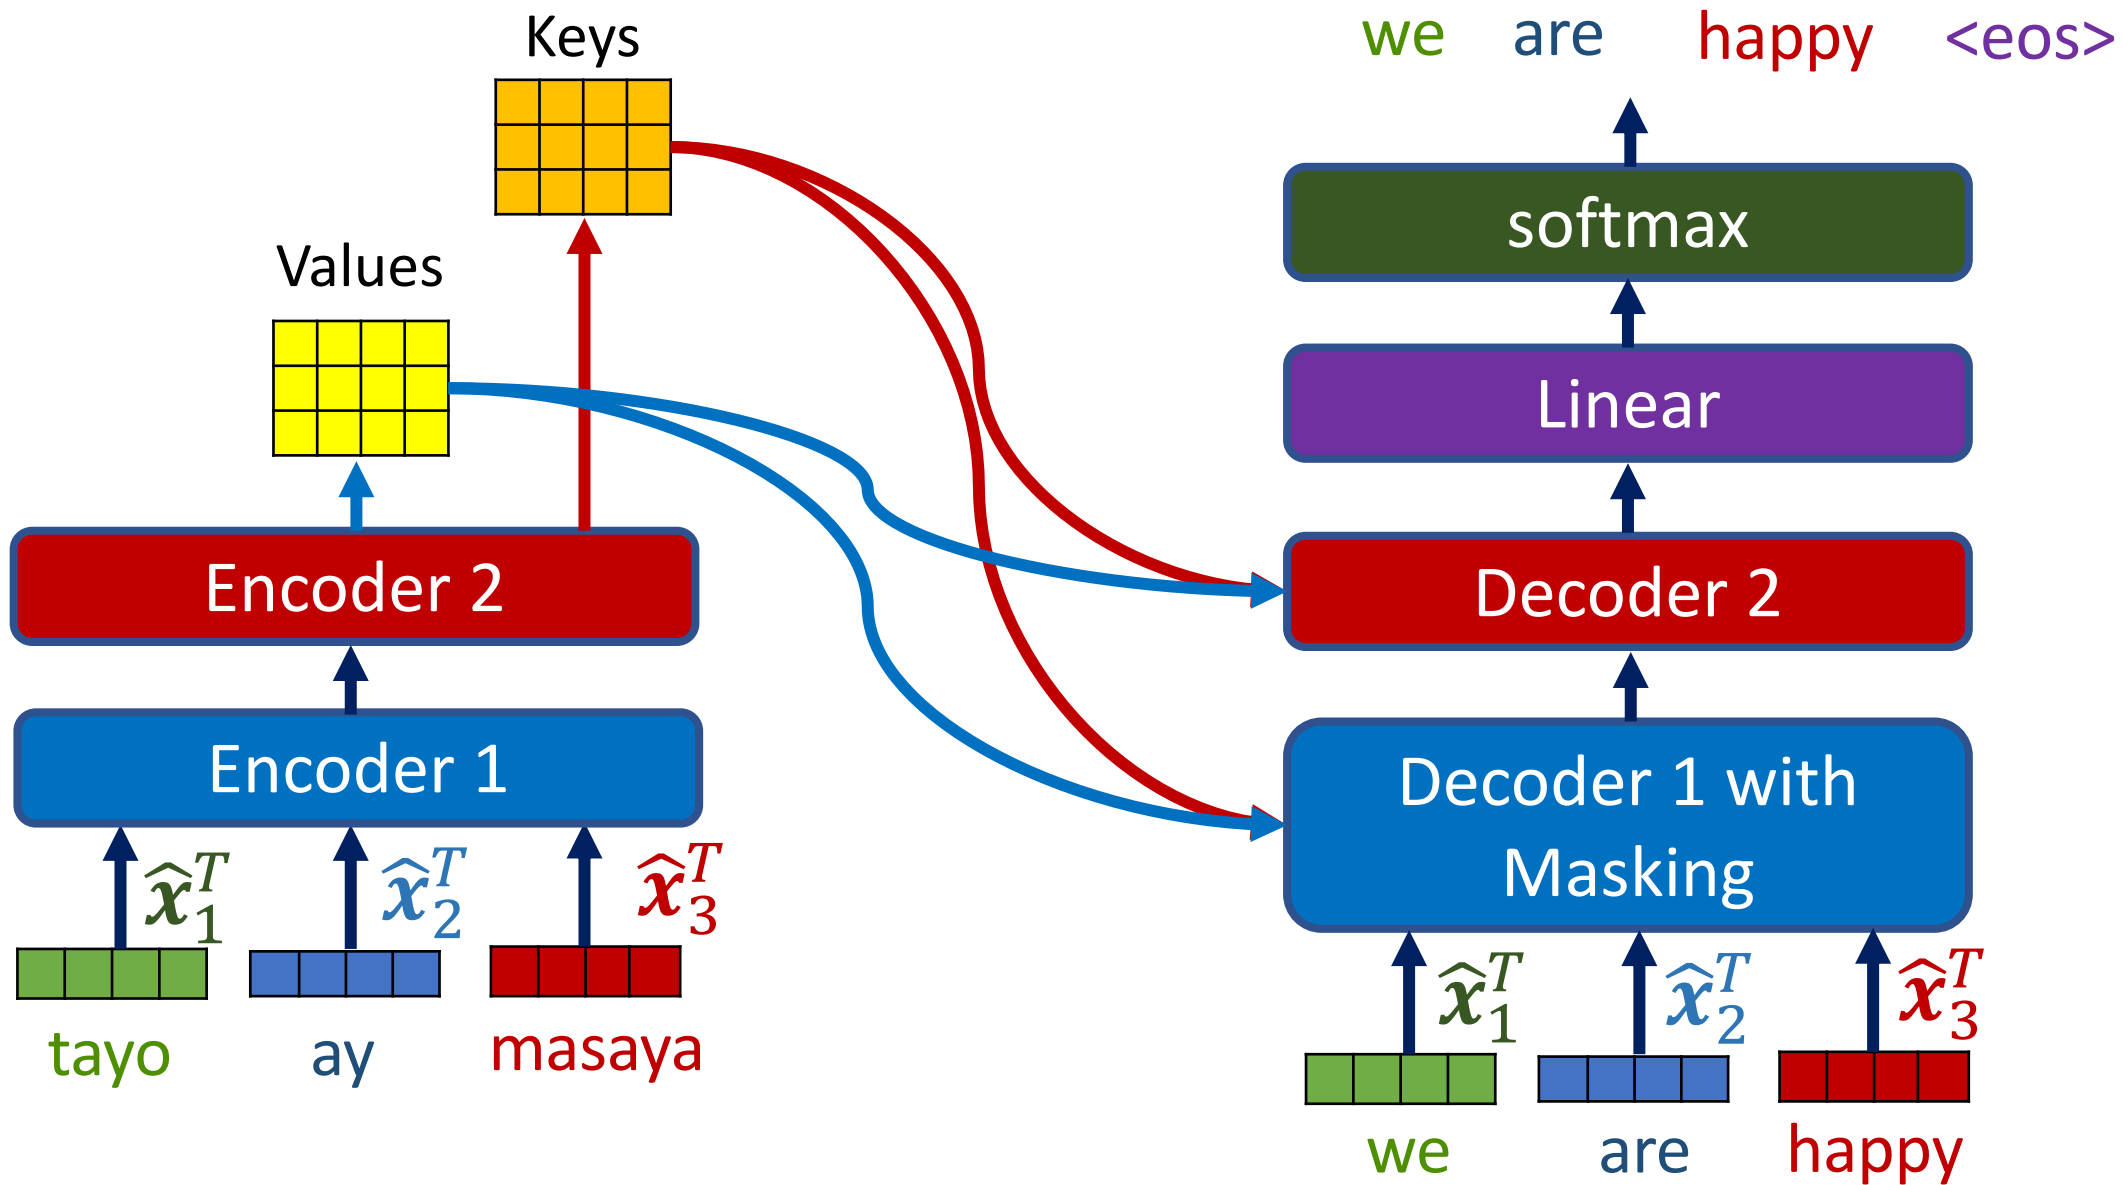 Keys
Values
Encoder 2
Encoder 1
x̂₁ᵀ
x̂₂ᵀ
x̂₃ᵀ
tayo
ay
masaya
we are happy <eos>
softmax
Linear
Decoder 2
Decoder 1 with
Masking
x̂₁ᵀ
x̂₂ᵀ
x̂₃ᵀ
we
are
happy